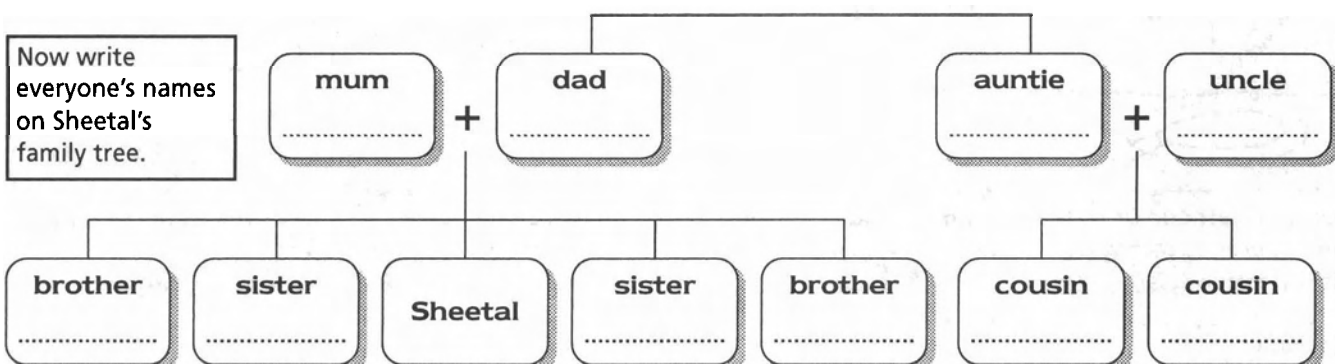 Now write
everyone's names
on Sheetal's
family tree.
mum + dad auntie + uncle
brother sister Sheetal sister brother cousin cousin